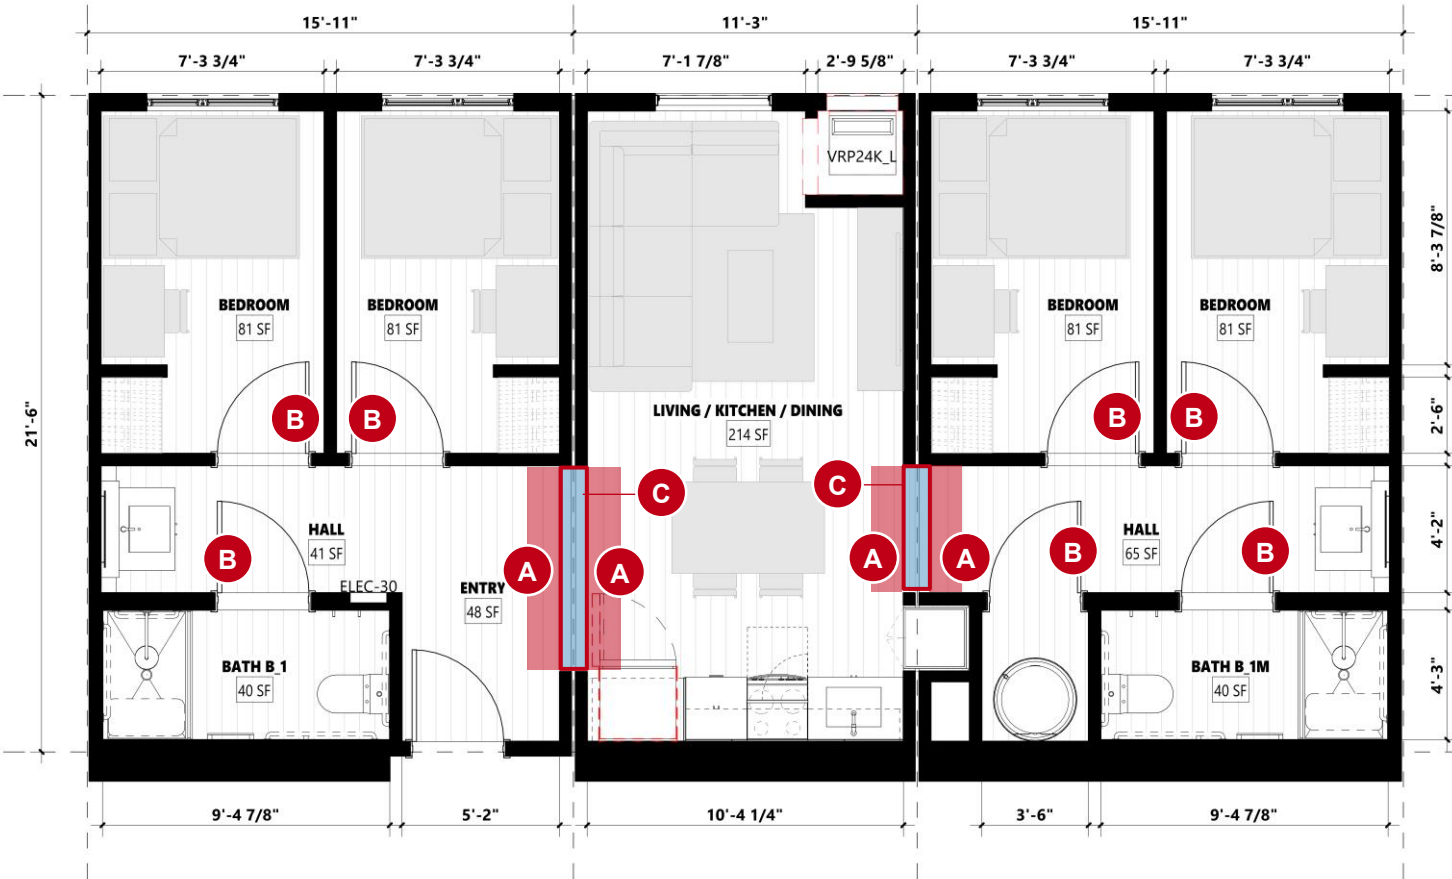 15'-11"
11'-3"
15'-11"
7'-3 3/4"
7'-3 3/4"
7'-1 7/8"
2'-9 5/8"
7'-3 3/4"
7'-3 3/4"
VRP24K_L
8'-3 7/8"
BEDROOM
81 SF
BEDROOM
81 SF
BEDROOM
81 SF
BEDROOM
81 SF
21'-6"
LIVING / KITCHEN / DINING
214 SF
B
B
B
B
2'-6"
C
C
HALL
41 SF
B
A
A
A
A
B
HALL
65 SF
B
4'-2"
ELEC-30
ENTRY
48 SF
BATH B_1
40 SF
BATH B_1M
40 SF
4'-3"
9'-4 7/8"
5'-2"
10'-4 1/4"
3'-6"
9'-4 7/8"